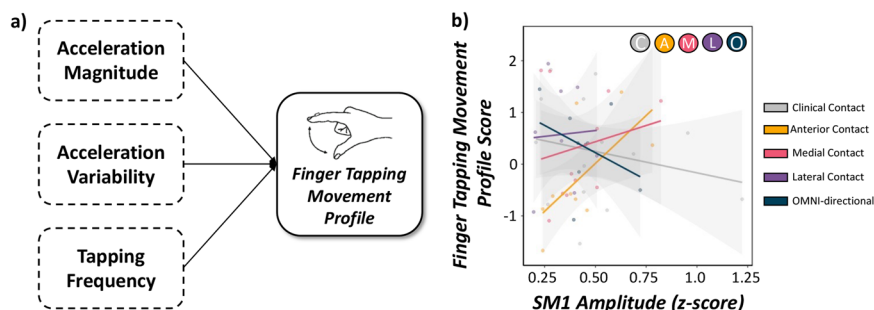 a)
Acceleration
Magnitude
Acceleration
Variability
Tapping
Frequency
Finger Tapping
Movement
Profile
b)
C A M L O
Finger Tapping Movement
Profile Score
2
1
0
-1
0.25 0.50 0.75 1.0 1.25
SM1 Amplitude (z-score)
Clinical Contact
Anterior Contact
Medial Contact
Lateral Contact
OMNI-directional